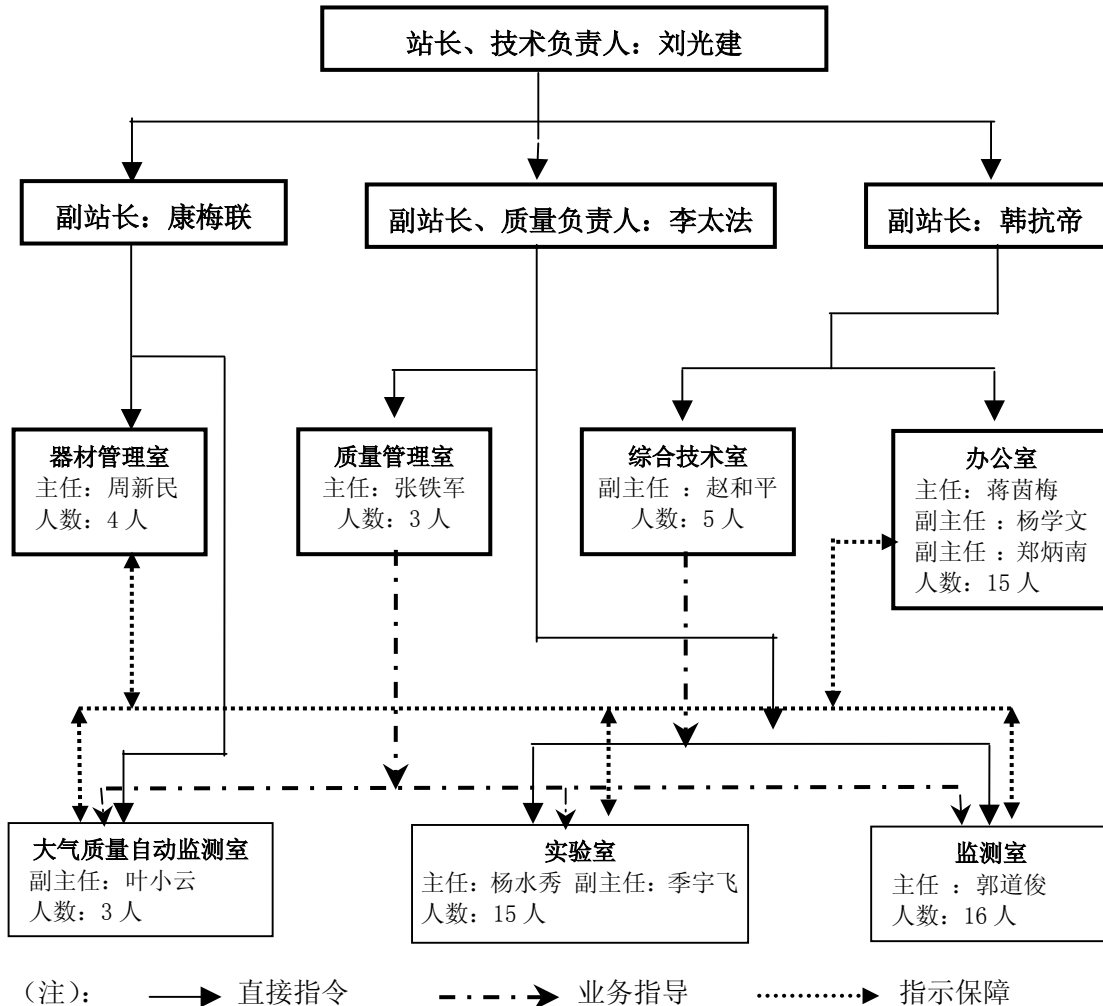 站长、技术负责人：刘光建
副站长：康梅联
副站长、质量负责人：李太法
副站长：韩抗帝
器材管理室
主任：周新民
人数：4 人
质量管理室
主任：张铁军
人数：3 人
综合技术室
副主任 ：赵和平
人数：5 人
办公室
主任：蒋茵梅
副主任 ：杨学文
副主任 ：郑炳南
人数：15 人
大气质量自动监测室
副主任：叶小云
人数：3 人
实验室
主任：杨水秀 副主任：季宇飞
人数：15 人
监测室
主任 ：郭道俊
人数：16 人
（注）： 直接指令 业务指导 指示保障